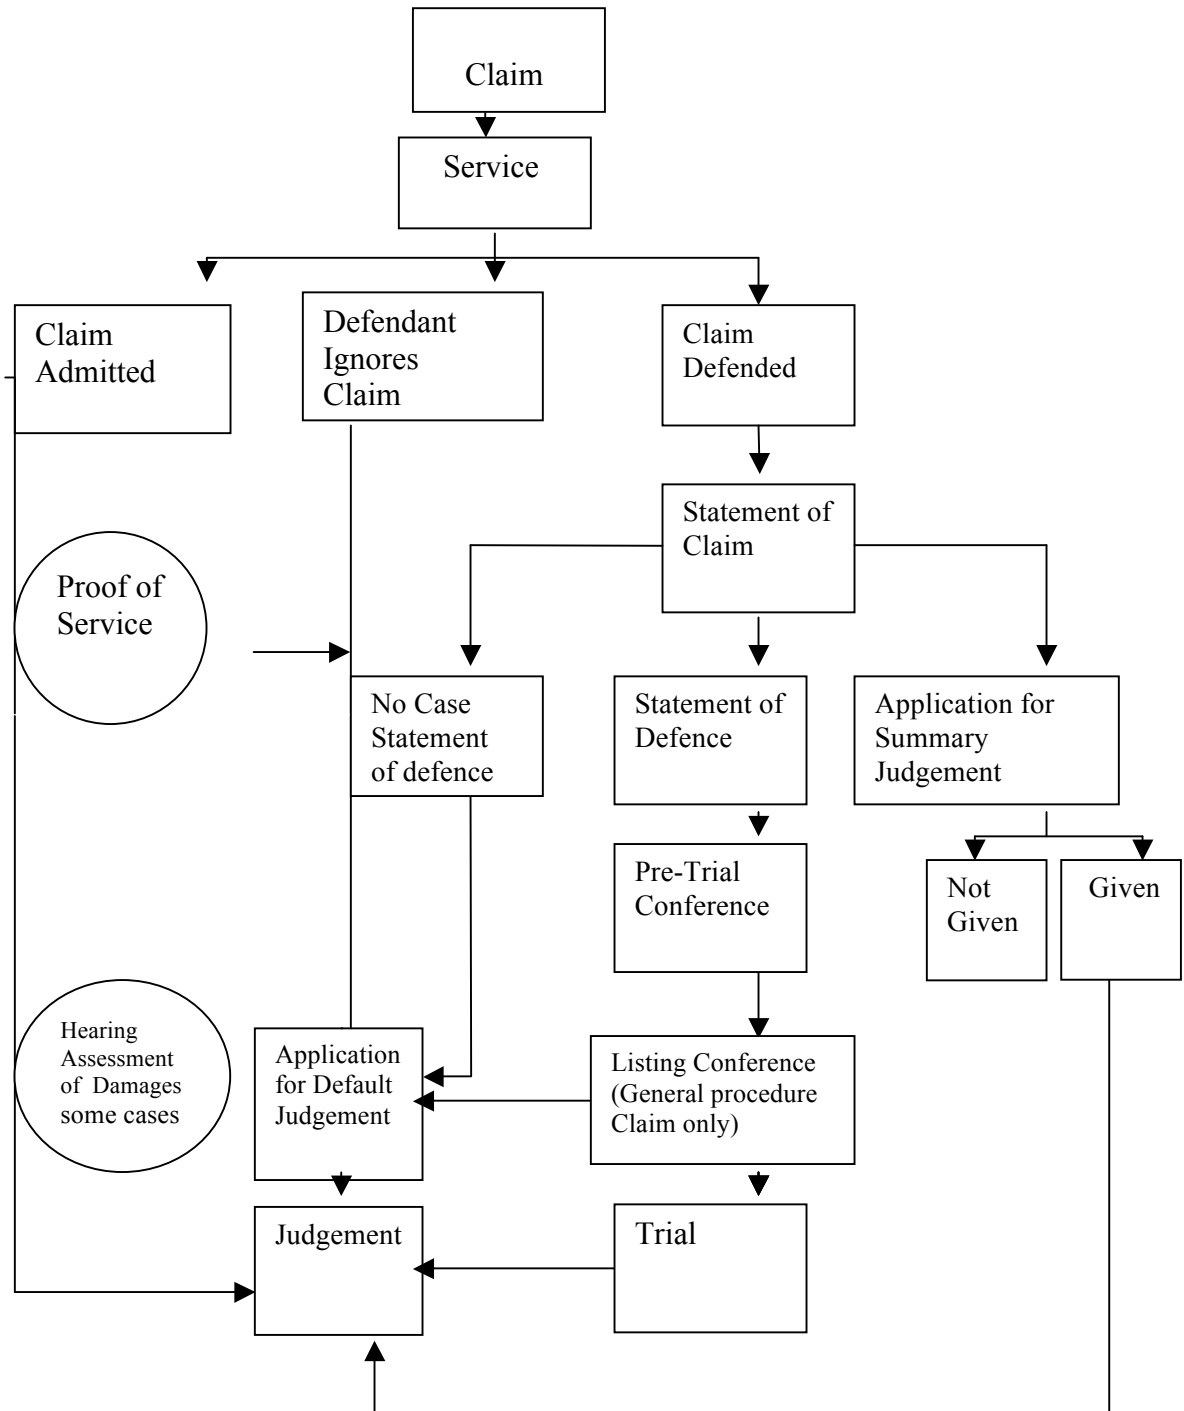 Claim
Service
Claim
Admitted
Defendant
Ignores
Claim
Claim
Defended
Statement of
Claim
Proof of
Service
No Case
Statement
of defence
Statement of
Defence
Application for
Summary
Judgement
Pre-Trial
Conference
Not
Given
Given
Hearing
Assessment
of Damages
some cases
Application
for Default
Judgement
Listing Conference
(General procedure
Claim only)
Judgement
Trial